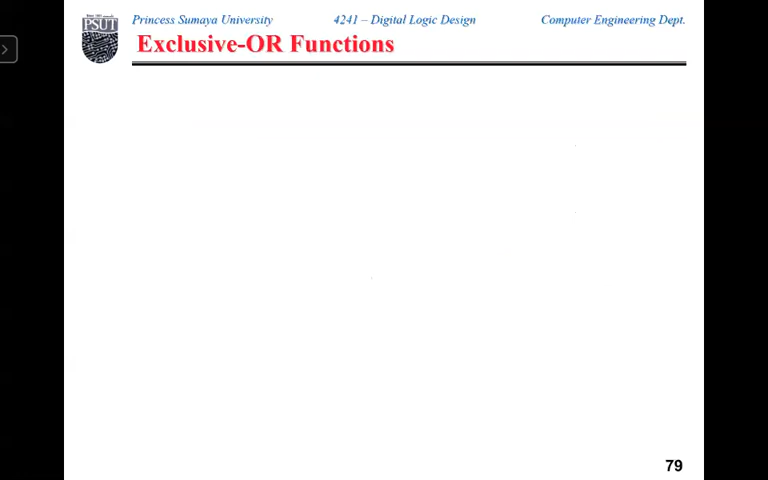 Princess Sumaya University 4241 – Digital Logic Design Computer Engineering Dept.
PSUT
Exclusive-OR Functions
79